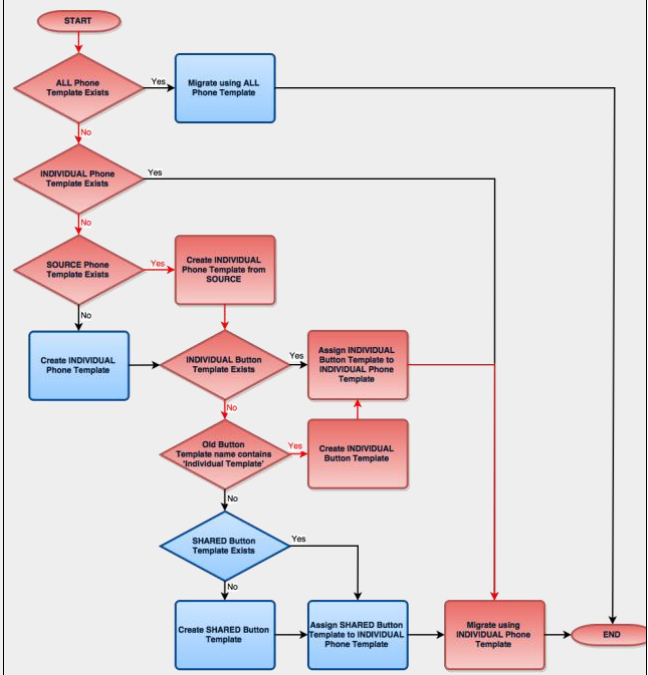 START
ALL Phone
Template Exists
Yes
Migrate using ALL
Phone Template
No
INDIVIDUAL Phone
Template Exists
Yes
No
SOURCE Phone
Template Exists
Yes
Create INDIVIDUAL
Phone Template from
SOURCE
No
Create INDIVIDUAL
Phone Template
INDIVIDUAL Button
Template Exists
Yes
Assign INDIVIDUAL
Button Template to
INDIVIDUAL Phone
Template
No
Old Button
Template name contains
'Individual Template'
Yes
Create INDIVIDUAL
Button Template
No
SHARED Button
Template Exists
Yes
No
Create SHARED Button
Template
Assign SHARED Button
Template to INDIVIDUAL
Phone Template
Migrate using
INDIVIDUAL Phone
Template
END